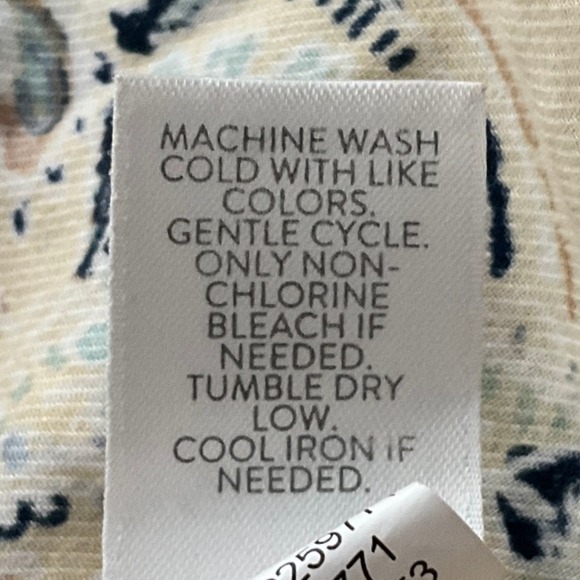 MACHINE WASH
COLD WITH LIKE
COLORS.
GENTLE CYCLE.
ONLY NON-
CHLORINE
BLEACH IF
NEEDED.
TUMBLE DRY
LOW.
COOL IRON IF
NEEDED.